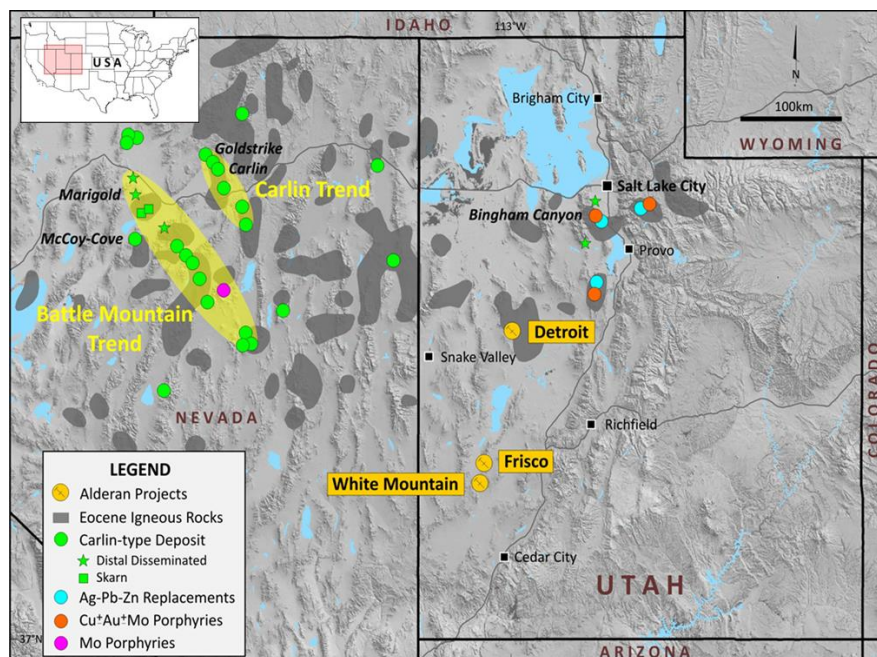 IDAHO
113°W
USA
N
100km
WYOMING
Brigham City
Goldstrike
Carlin
Carlin Trend
Marigold
Salt Lake City
Bingham Canyon
McCoy-Cove
Provo
Battle Mountain
Trend
Detroit
Snake Valley
COLORADO
NEVADA
Richfield
Frisco
White Mountain
LEGEND
Alderan Projects
Eocene Igneous Rocks
Carlin-type Deposit
Distal Disseminated
Skarn
Ag-Pb-Zn Replacements
Cu±Au±Mo Porphyries
Mo Porphyries
Cedar City
UTAH
37°N
ARIZONA